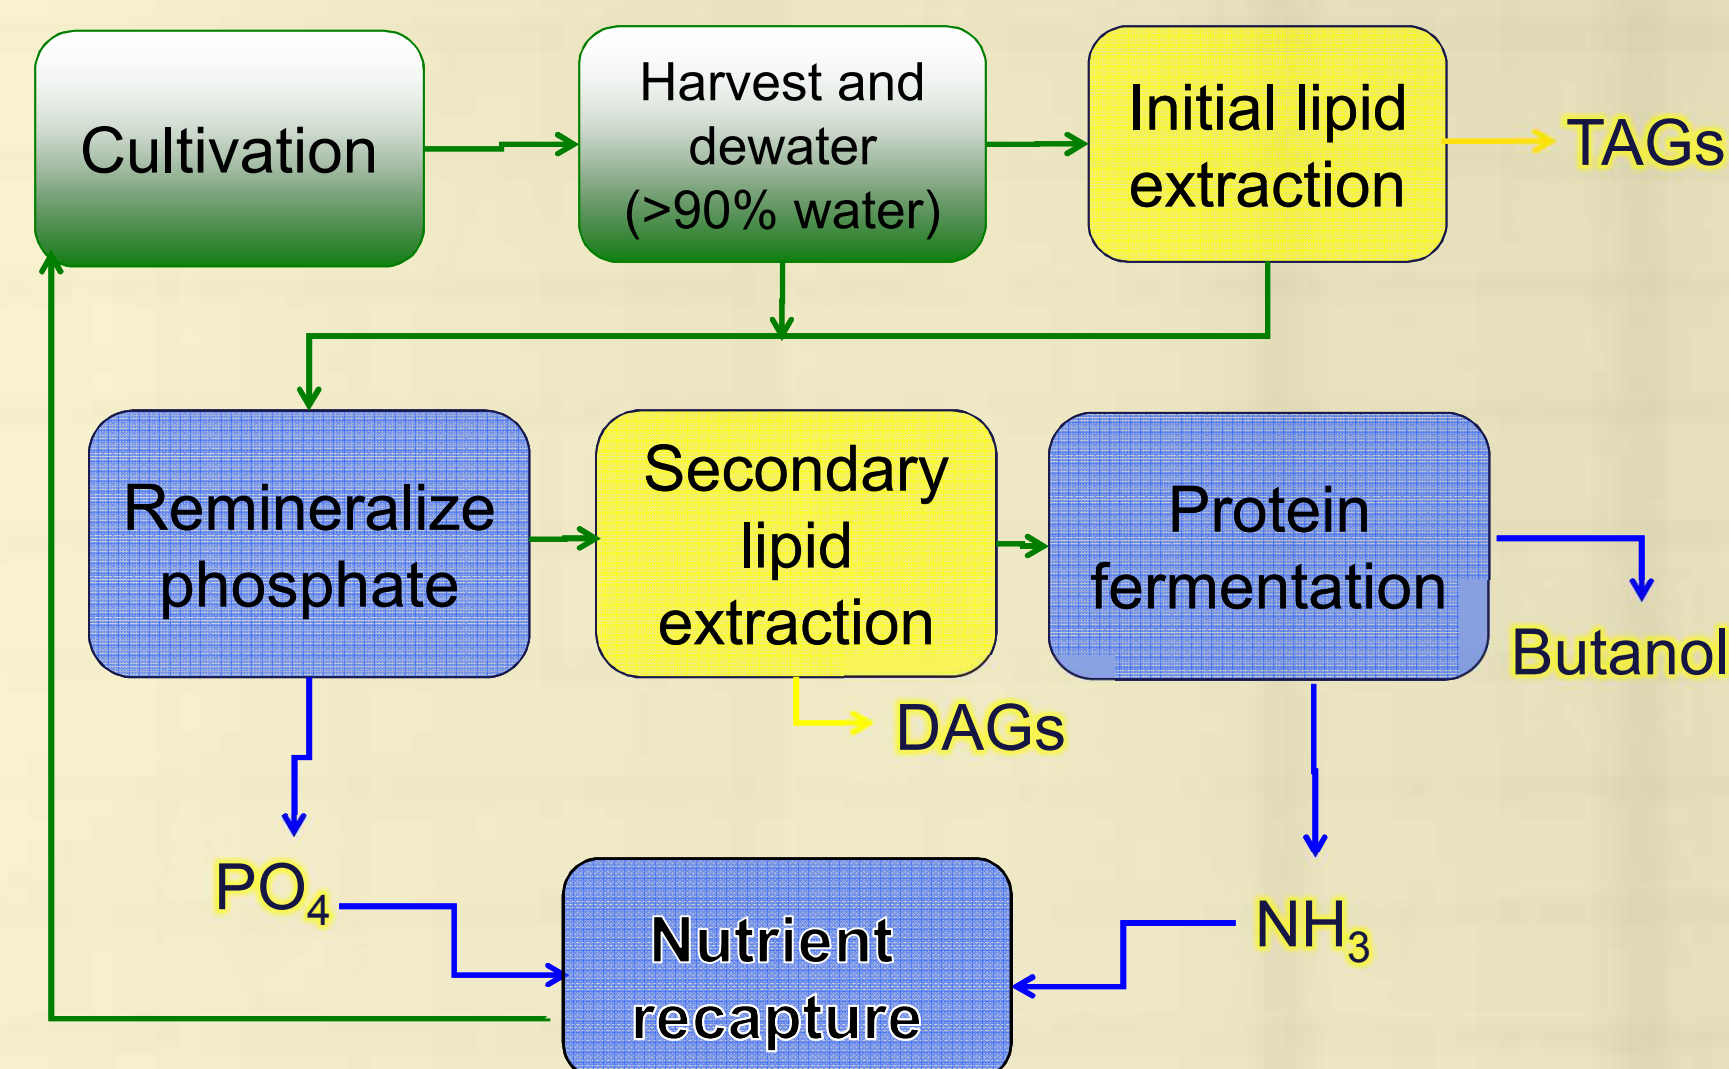 Cultivation
Harvest and
dewater
(>90% water)
Initial lipid
extraction
TAGs
Remineralize
phosphate
Secondary
lipid
extraction
Protein
fermentation
Butanol
DAGs
PO₄
Nutrient
recapture
NH₃